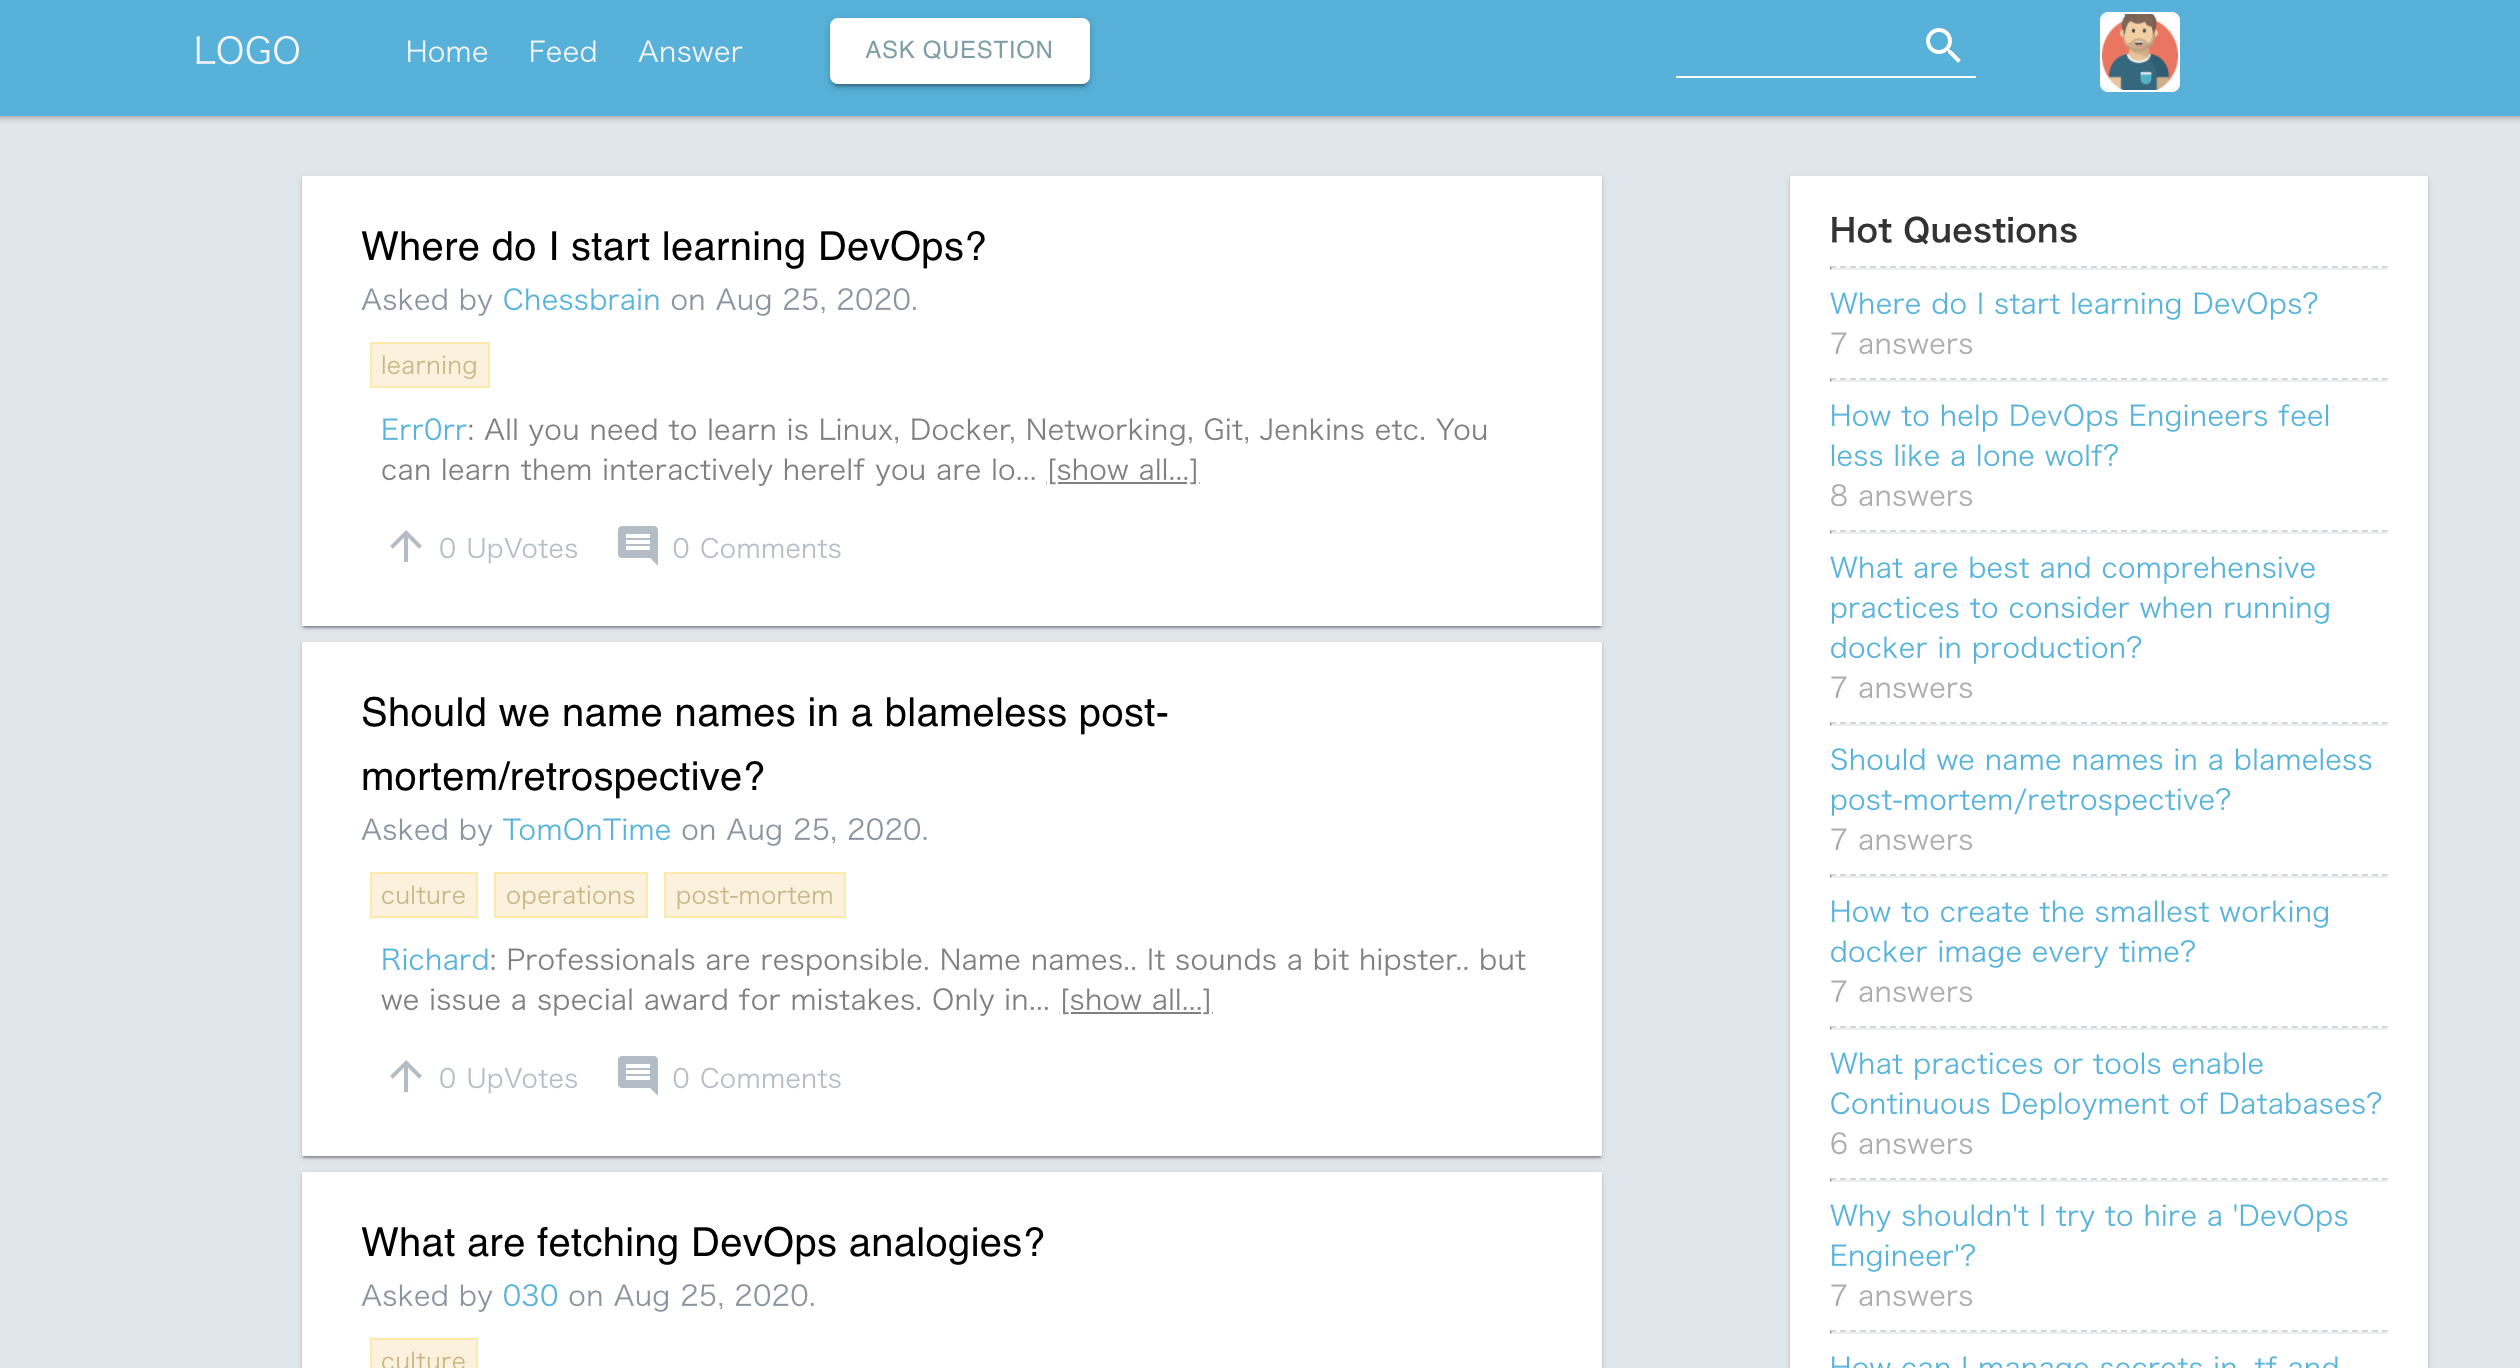 LOGO
Home Feed Answer
ASK QUESTION
Where do I start learning DevOps?
Asked by Chessbrain on Aug 25, 2020.
learning
Err0rr: All you need to learn is Linux, Docker, Networking, Git, Jenkins etc. You
can learn them interactively hereIf you are lo... [show all...]
0 UpVotes 0 Comments
Should we name names in a blameless post-
mortem/retrospective?
Asked by TomOnTime on Aug 25, 2020.
culture operations post-mortem
Richard: Professionals are responsible. Name names.. It sounds a bit hipster.. but
we issue a special award for mistakes. Only in... [show all...]
0 UpVotes 0 Comments
What are fetching DevOps analogies?
Asked by 030 on Aug 25, 2020.
culture
Hot Questions
Where do I start learning DevOps?
7 answers
How to help DevOps Engineers feel
less like a lone wolf?
8 answers
What are best and comprehensive
practices to consider when running
docker in production?
7 answers
Should we name names in a blameless
post-mortem/retrospective?
7 answers
How to create the smallest working
docker image every time?
7 answers
What practices or tools enable
Continuous Deployment of Databases?
6 answers
Why shouldn't I try to hire a 'DevOps
Engineer'?
7 answers
How can I manage secrets in .tf and